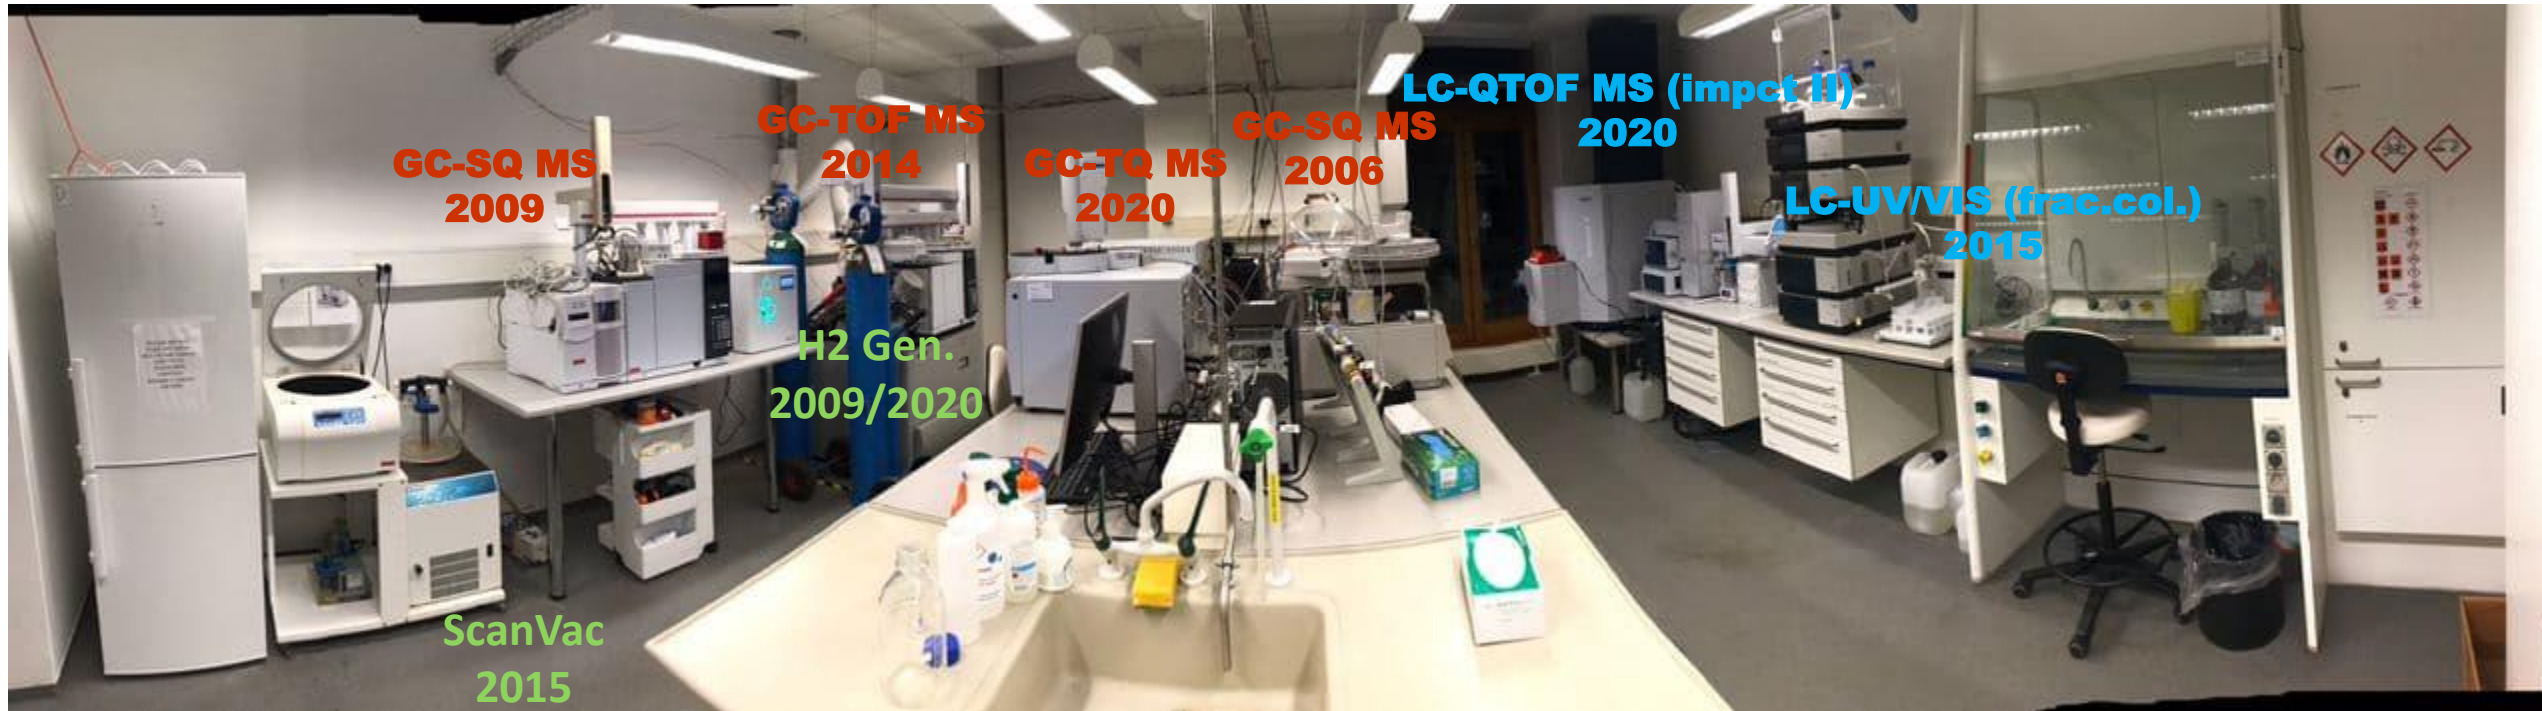 GC-SQ MS
2009
GC-TOF MS
2014
GC-TQ MS
2020
GC-SQ MS
2006
LC-QTOF MS (impct II)
2020
LC-UV/VIS (frac.col.)
2015
H2 Gen.
2009/2020
ScanVac
2015